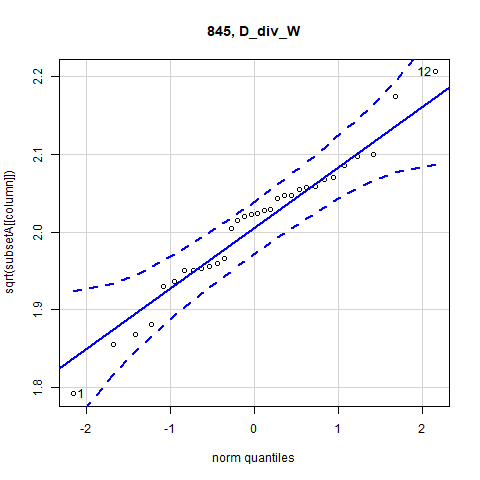 845, D_div_W
sqrt(subsetA[[column]])
2.2
2.1
2.0
1.9
1.8
12
1
-2 -1 0 1 2
norm quantiles